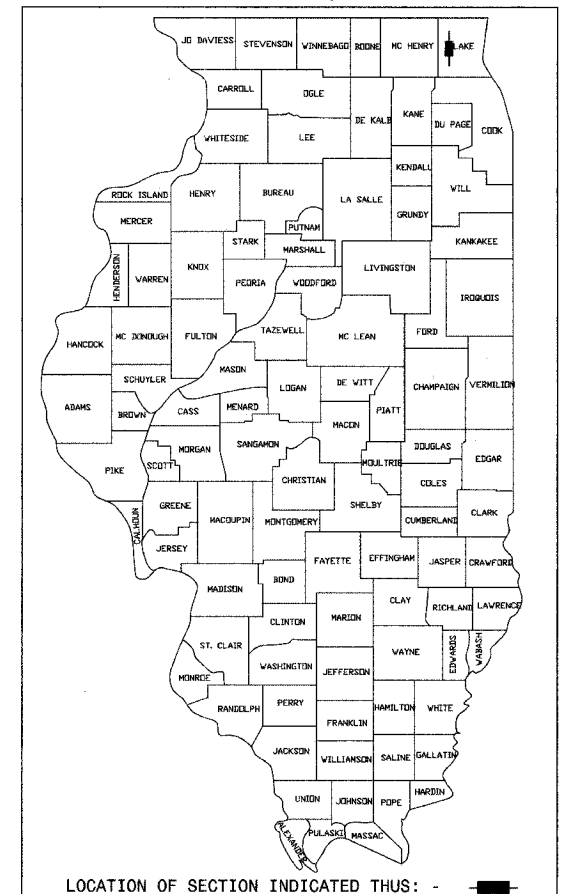 JO DAVIESS STEVENSON WINNEBAGO BOONE MC HENRY LAKE
CARROLL OGLE
DE KALB KANE DU PAGE COOK
WHITESIDE LEE
KENDALL WILL
ROCK ISLAND HENRY BUREAU LA SALLE GRUNDY
MERCER PUTNAM
STARK MARSHALL KANKAKEE
HENDERSON WARREN KNOX PEORIA WOODFORD LIVINGSTON
IROQUOIS
HANCOCK MC DONOUGH FULTON TAZEWELL MC LEAN FORD
MASON
SCHUYLER LOGAN DE WITT CHAMPAIGN VERMILION
ADAMS BROWN CASS MENARD MACON PIATT
PIKE SCOTT MORGAN SANGAMON MOULTRIE DOUGLAS EDGAR
CHRISTIAN COLES
CALHOUN GREENE MACOUPIN MONTGOMERY SHELBY CUMBERLAND CLARK
JERSEY
FAYETTE EFFINGHAM JASPER CRAWFORD
MADISON BOND
CLAY RICHLAND LAWRENCE
CLINTON MARION
ST. CLAIR WAYNE EDWARDS WABASH
WASHINGTON JEFFERSON
MONROE
RANDOLPH PERRY HAMILTON WHITE
FRANKLIN
JACKSON WILLIAMSON SALINE GALLATIN
UNION JOHNSON POPE HARDIN
ALEXANDER PULASKI MASSAC
LOCATION OF SECTION INDICATED THUS: -